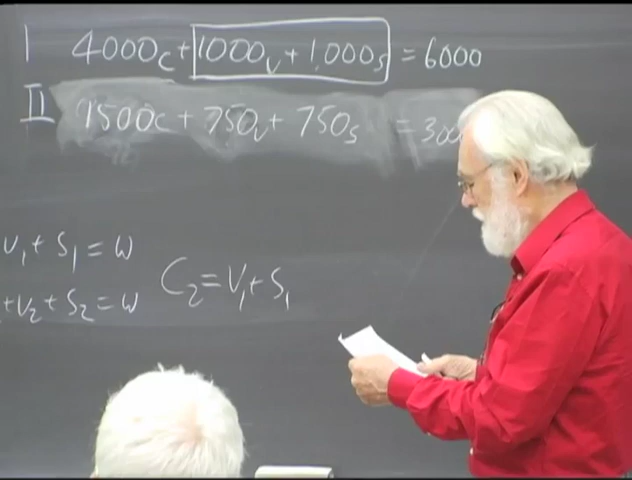 I 4000c + 1000v + 1,000s = 6000
II 1500c + 750v + 750s = 300
v₁ + s₁ = w
+ v₂ + s₂ = w
C₂ = v₁ + s₁